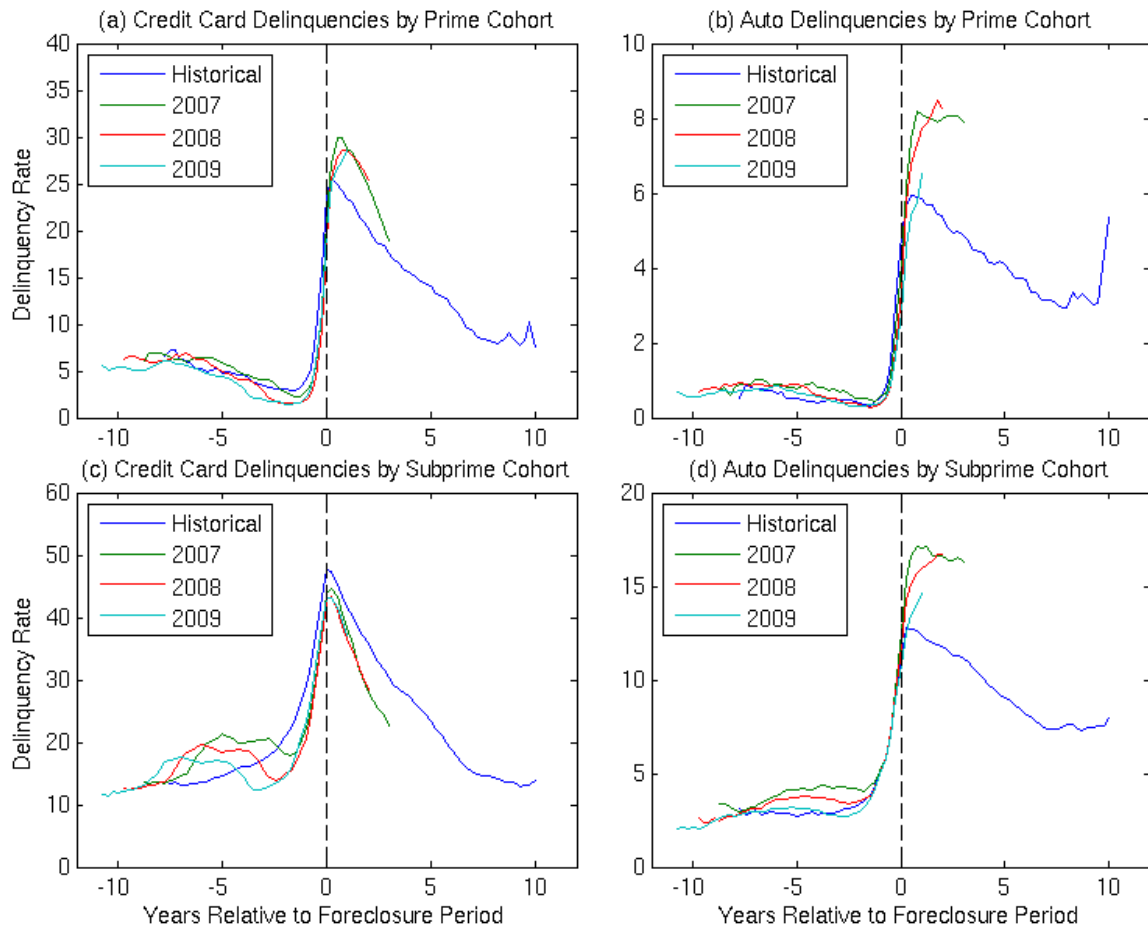 (a) Credit Card Delinquencies by Prime Cohort
40
35
30
25
20
15
10
5
0
Delinquency Rate
Historical
2007
2008
2009
-10 -5 0 5 10
(b) Auto Delinquencies by Prime Cohort
10
8
6
4
2
0
Historical
2007
2008
2009
-10 -5 0 5 10
(c) Credit Card Delinquencies by Subprime Cohort
60
50
40
30
20
10
0
Delinquency Rate
Historical
2007
2008
2009
-10 -5 0 5 10
Years Relative to Foreclosure Period
(d) Auto Delinquencies by Subprime Cohort
20
15
10
5
0
Historical
2007
2008
2009
-10 -5 0 5 10
Years Relative to Foreclosure Period